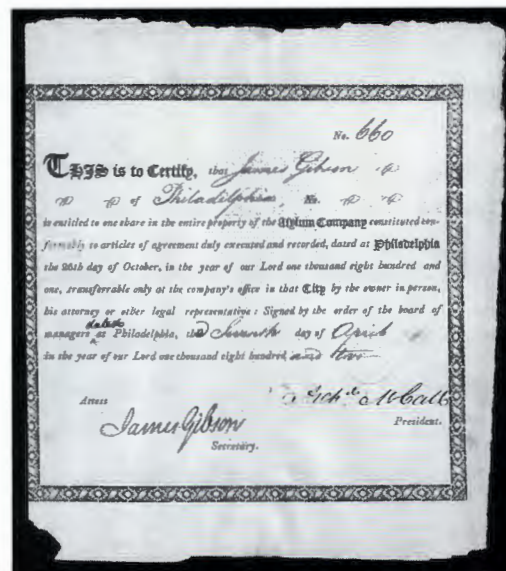 No. 660
THIS is to Certify, that James Gibson
of Philadelphia, No.
is entitled to one share in the entire property of the Asylum Company constituted con-
formably to articles of agreement duly executed and recorded, dated at Philadelphia
the 26th day of October, in the year of our Lord one thousand eight hundred and
one, transferrable only at the company's office in that City by the owner in person,
his attorney or other legal representative: Signed by the order of the board of
dated
managers at Philadelphia, the Seventh day of April
in the year of our Lord one thousand eight hundred and two
Attest
McCall
James Gibson
President.
Secretary.